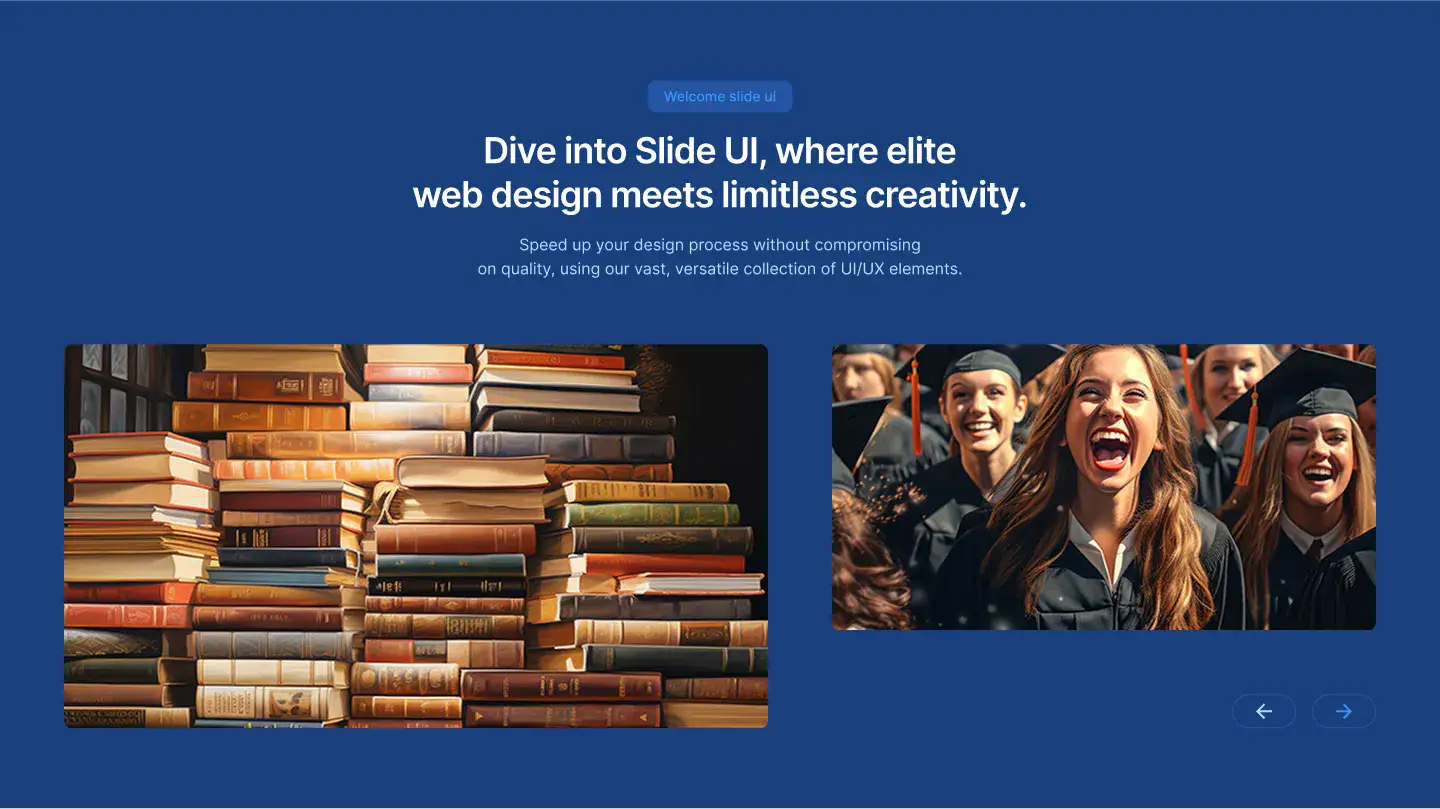 Welcome slide ui
Dive into Slide UI, where elite
web design meets limitless creativity.
Speed up your design process without compromising
on quality, using our vast, versatile collection of UI/UX elements.